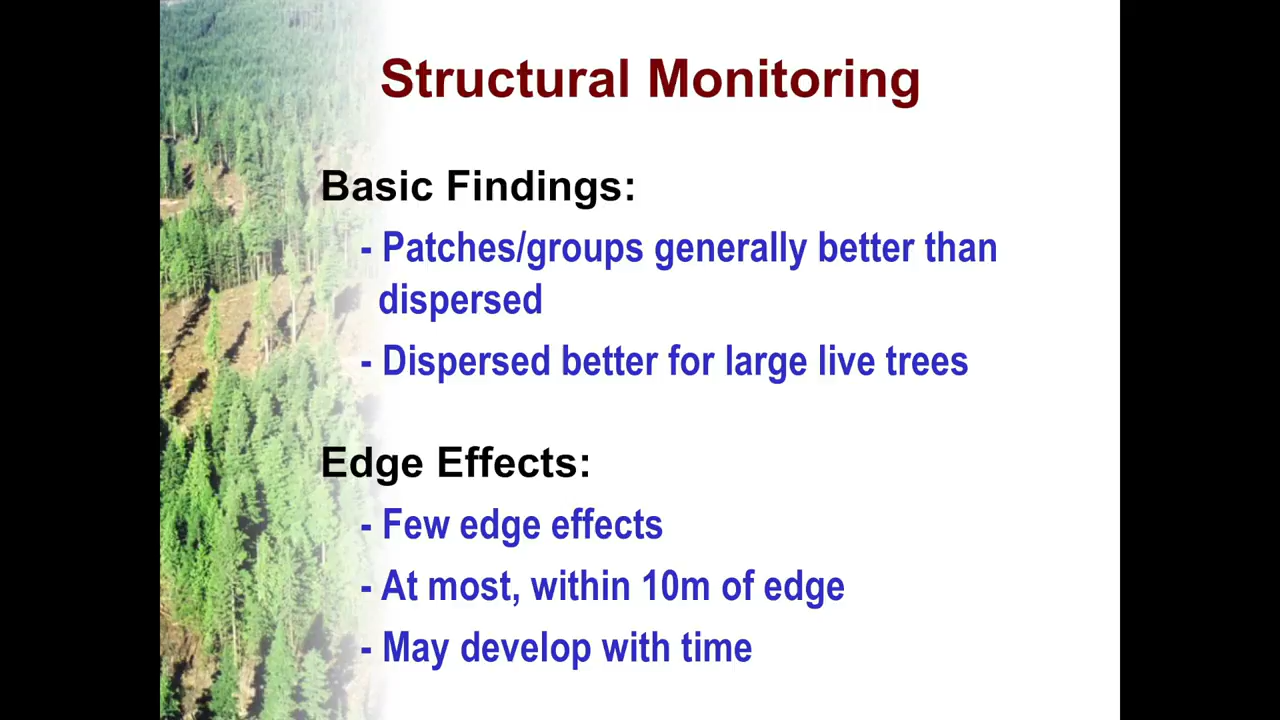 Structural Monitoring
Basic Findings:
- Patches/groups generally better than
dispersed
- Dispersed better for large live trees
Edge Effects:
- Few edge effects
- At most, within 10m of edge
- May develop with time